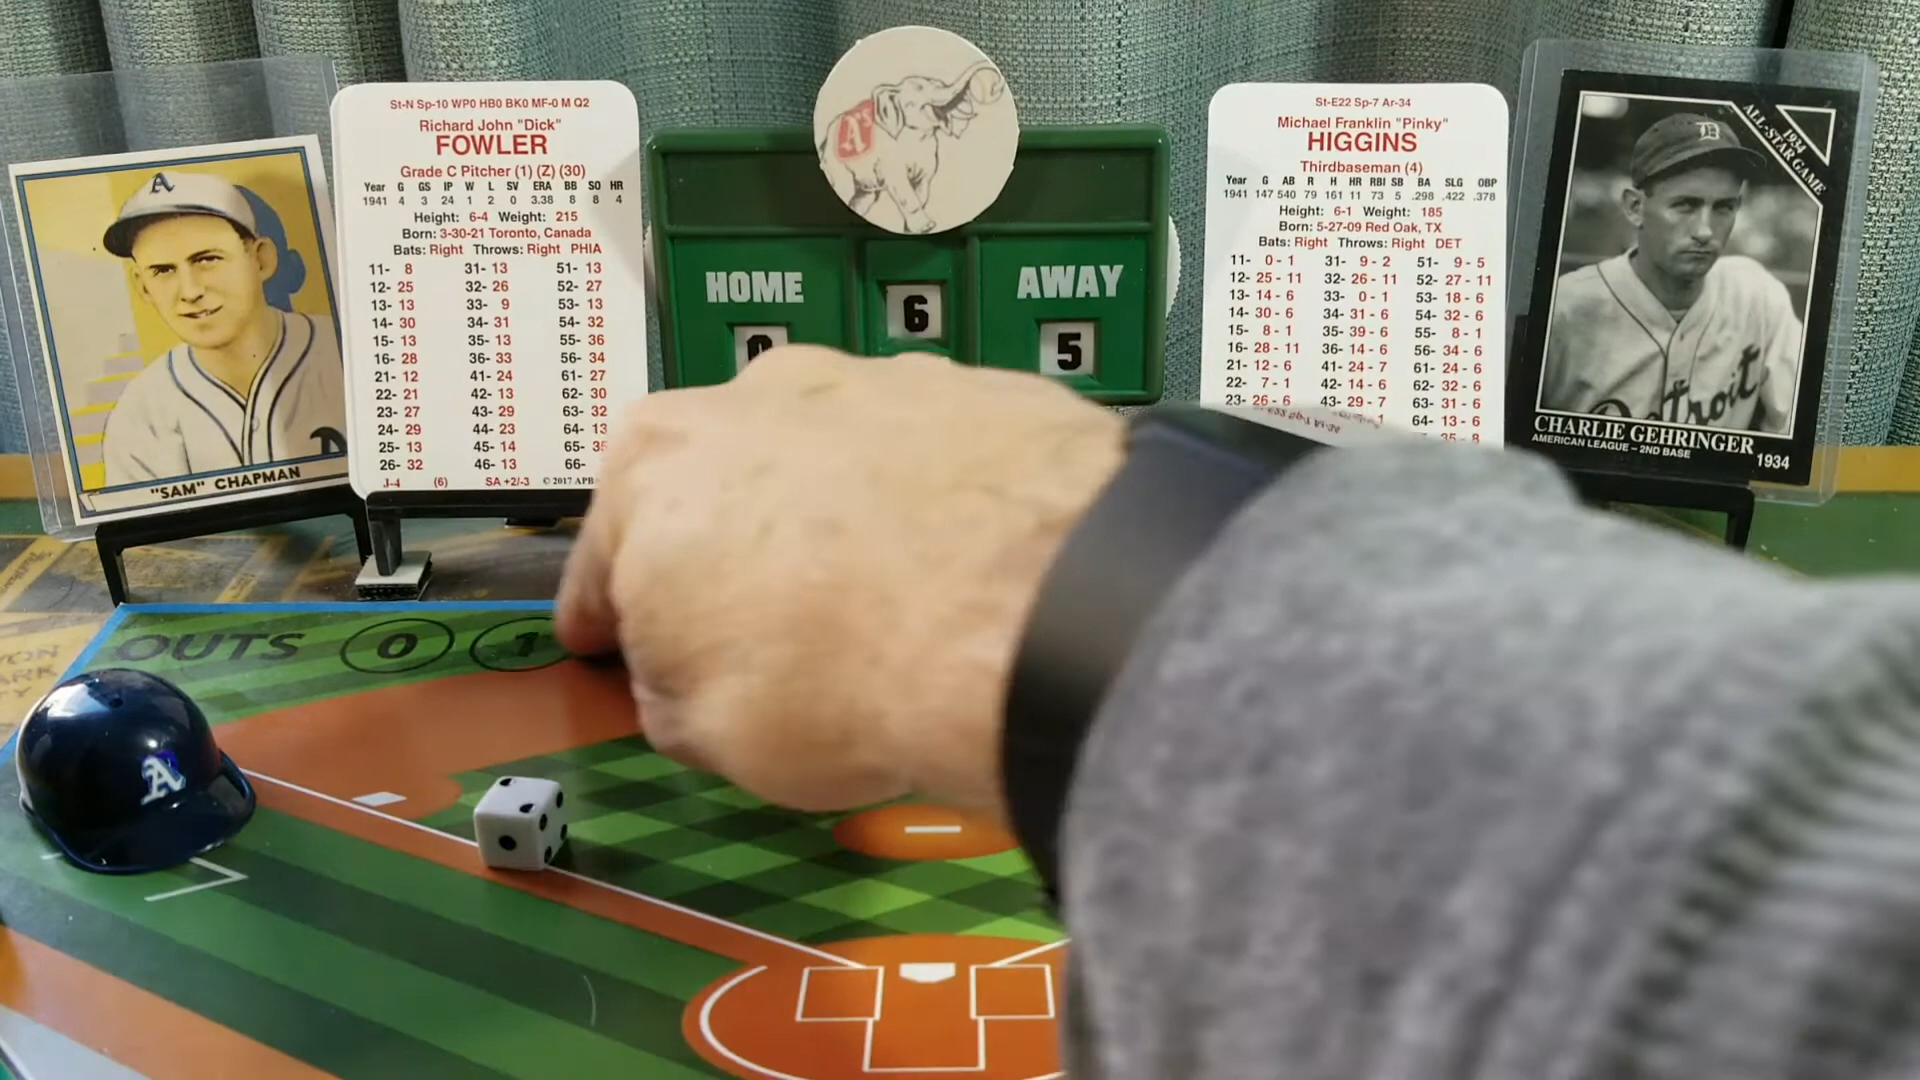 A
"SAM" CHAPMAN
St-N Sp-10 WP0 HB0 BK0 MF-0 M Q2
Richard John "Dick"
FOWLER
Grade C Pitcher (1) (Z) (30)
Year G GS IP W L SV ERA BB SO HR
1941 4 3 24 1 2 0 3.38 8 8 4
Height: 6-4 Weight: 215
Born: 3-30-21 Toronto, Canada
Bats: Right Throws: Right PHIA
11- 8 31- 13 51- 13
12- 25 32- 26 52- 27
13- 13 33- 9 53- 13
14- 30 34- 31 54- 32
15- 13 35- 13 55- 36
16- 28 36- 33 56- 34
21- 12 41- 24 61- 27
22- 21 42- 13 62- 30
23- 27 43- 29 63- 32
24- 29 44- 23 64- 13
25- 13 45- 14 65- 35
26- 32 46- 13 66-
J-4 (6) SA +2/-3 © 2017 APB
A's
HOME 6 AWAY
5
St-E22 Sp-7 Ar-34
Michael Franklin "Pinky"
HIGGINS
Thirdbaseman (4)
Year G AB R H HR RBI SB BA SLG OBP
1941 147 540 79 161 11 73 5 .298 .422 .378
Height: 6-1 Weight: 185
Born: 5-27-09 Red Oak, TX
Bats: Right Throws: Right DET
11- 0 - 1 31- 9 - 2 51- 9 - 5
12- 25 - 11 32- 26 - 11 52- 27 - 11
13- 14 - 6 33- 0 - 1 53- 18 - 6
14- 30 - 6 34- 31 - 6 54- 32 - 6
15- 8 - 1 35- 39 - 6 55- 8 - 1
16- 28 - 11 36- 14 - 6 56- 34 - 6
21- 12 - 6 41- 24 - 7 61- 24 - 6
22- 7 - 1 42- 14 - 6 62- 32 - 6
23- 26 - 6 43- 29 - 7 63- 31 - 6
64- 13 - 6
35 - 8
1934
ALL-STAR GAME
D
Detroit
CHARLIE GEHRINGER
AMERICAN LEAGUE – 2ND BASE
1934
OUTS 0 1
A